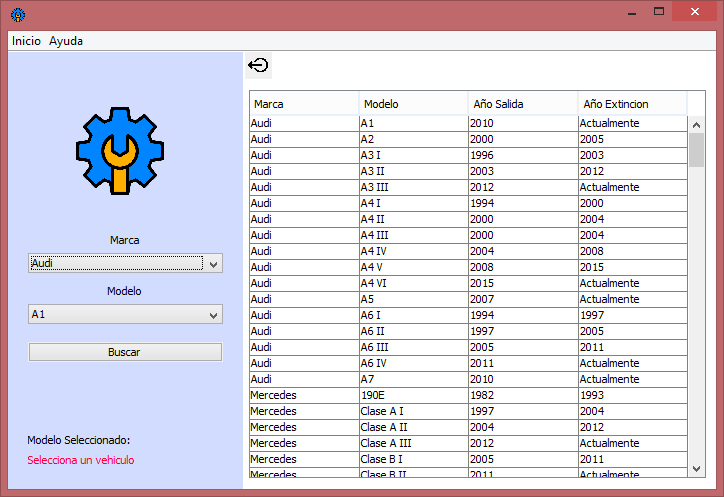 Inicio Ayuda
Marca
Audi
Modelo
A1
Buscar
Modelo Seleccionado:
Selecciona un vehiculo
Marca Modelo Año Salida Año Extincion
Audi A1 2010 Actualmente
Audi A2 2000 2005
Audi A3 I 1996 2003
Audi A3 II 2003 2012
Audi A3 III 2012 Actualmente
Audi A4 I 1994 2000
Audi A4 II 2000 2004
Audi A4 III 2000 2004
Audi A4 IV 2004 2008
Audi A4 V 2008 2015
Audi A4 VI 2015 Actualmente
Audi A5 2007 Actualmente
Audi A6 I 1994 1997
Audi A6 II 1997 2005
Audi A6 III 2005 2011
Audi A6 IV 2011 Actualmente
Audi A7 2010 Actualmente
Mercedes 190E 1982 1993
Mercedes Clase A I 1997 2004
Mercedes Clase A II 2004 2012
Mercedes Clase A III 2012 Actualmente
Mercedes Clase B I 2005 2011
Mercedes Clase B II 2011 Actualmente